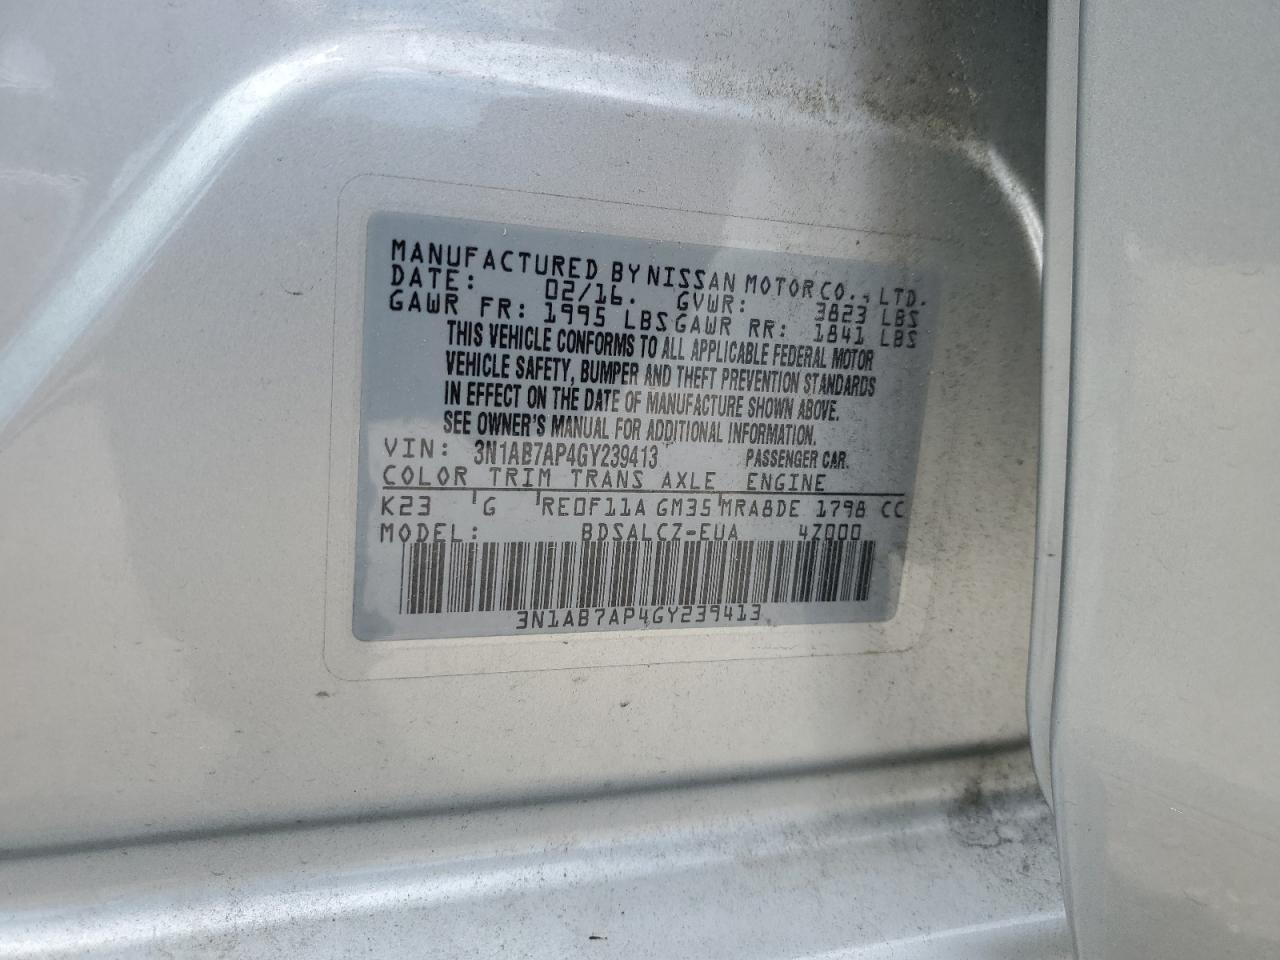 MANUFACTURED BY NISSAN MOTOR CO., LTD.
DATE: 02/16. GVWR: 3823 LBS
GAWR FR: 1995 LBS GAWR RR: 1841 LBS
THIS VEHICLE CONFORMS TO ALL APPLICABLE FEDERAL MOTOR
VEHICLE SAFETY, BUMPER AND THEFT PREVENTION STANDARDS
IN EFFECT ON THE DATE OF MANUFACTURE SHOWN ABOVE.
SEE OWNER'S MANUAL FOR ADDITIONAL INFORMATION.
VIN: 3N1AB7AP4GY239413 PASSENGER CAR.
COLOR TRIM TRANS AXLE ENGINE
K23 G RE0F11A GM35 MRA8DE 1798 CC
MODEL: BDSALCZ-EUA 4Z000
3N1AB7AP4GY239413